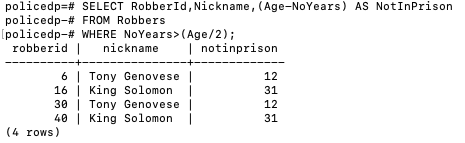 policedp=# SELECT RobberId,Nickname,(Age-NoYears) AS NotInPrison
policedp-# FROM Robbers
[policedp-# WHERE NoYears>(Age/2);
 robberid |   nickname    | notinprison
----------+---------------+-------------
        6 | Tony Genovese |          12
       16 | King Solomon  |          31
       30 | Tony Genovese |          12
       40 | King Solomon  |          31
(4 rows)